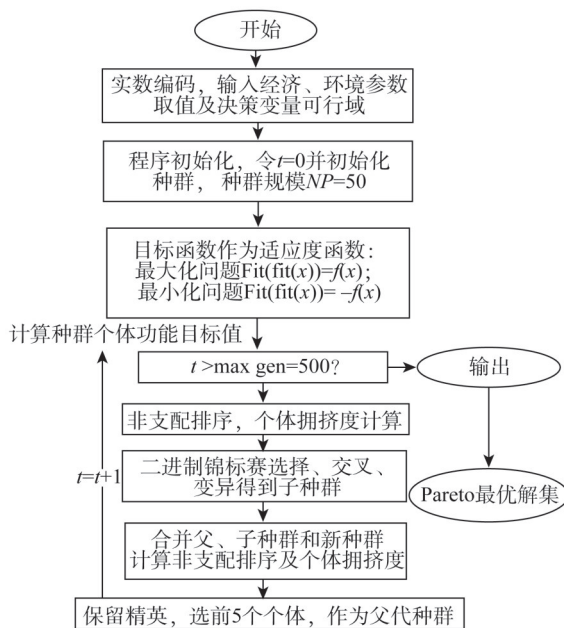 开始
实数编码，输入经济、环境参数
取值及决策变量可行域
程序初始化，令t=0并初始化
种群， 种群规模NP=50
目标函数作为适应度函数：
最大化问题Fit(fit(x))=f(x)；
最小化问题Fit(fit(x))= –f(x)
计算种群个体功能目标值
t >max gen=500？
输出
非支配排序，个体拥挤度计算
二进制锦标赛选择、交叉、
变异得到子种群
t=t+1
Pareto最优解集
合并父、子种群和新种群
计算非支配排序及个体拥挤度
保留精英，选前5个个体，作为父代种群